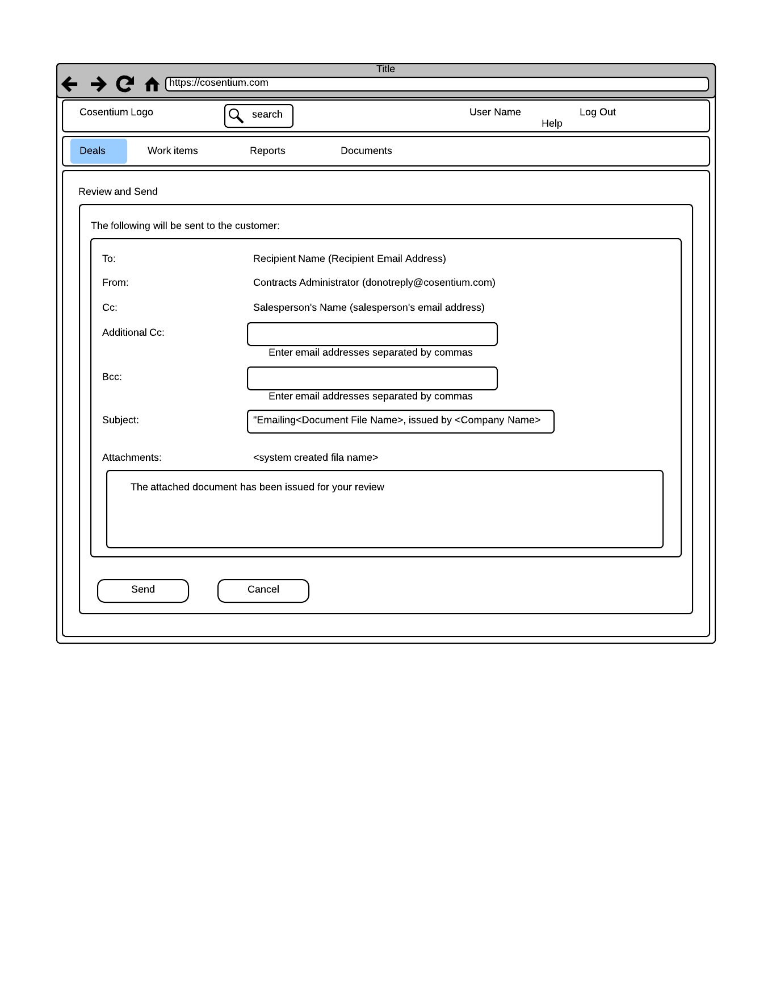 Title
https://cosentium.com
Cosentium Logo
search
User Name
Log Out
Help
Deals
Work items
Reports
Documents
Review and Send
The following will be sent to the customer:
To:
Recipient Name (Recipient Email Address)
From:
Contracts Administrator (donotreply@cosentium.com)
Cc:
Salesperson's Name (salesperson's email address)
Additional Cc:
Enter email addresses separated by commas
Bcc:
Enter email addresses separated by commas
Subject:
"Emailing<Document File Name>, issued by <Company Name>
Attachments:
<system created fila name>
The attached document has been issued for your review
Send
Cancel